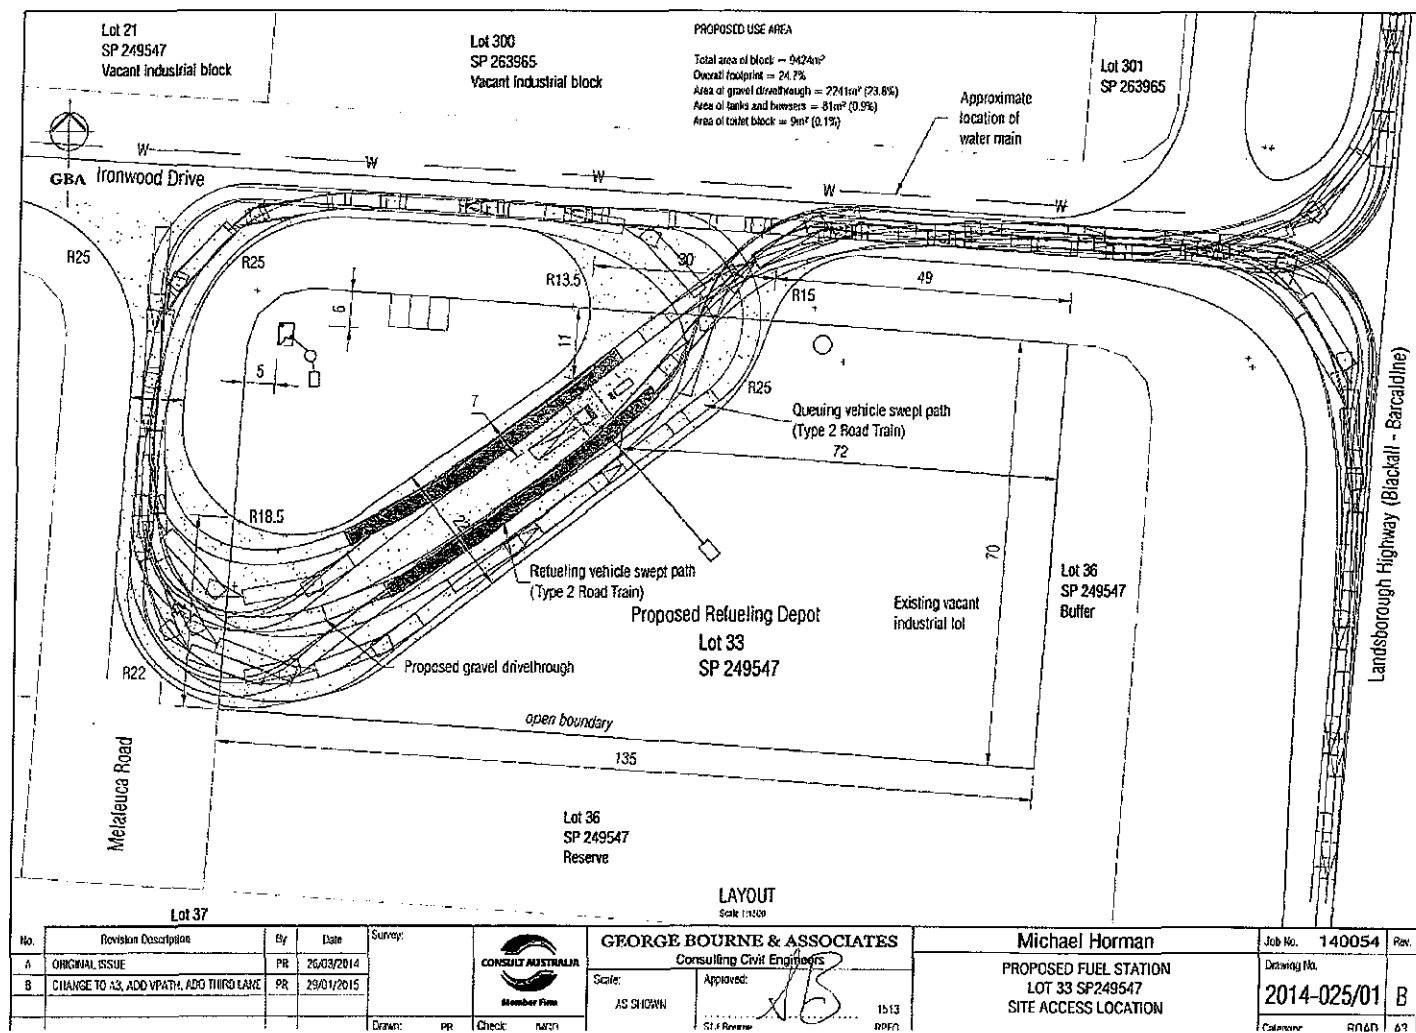 Lot 21
SP 249547
Vacant industrial block
Lot 300
SP 263965
Vacant industrial block
PROPOSED USE AREA
Total area of block = 9424m²
Overall footprint = 24.7%
Area of gravel drivethrough = 2241m² (23.8%)
Area of tanks and bowsers = 81m² (0.9%)
Area of toilet block = 9m² (0.1%)
Lot 301
SP 263965
Approximate
location of
water main
W
W
W
W
W
GBA
Ironwood Drive
R25
R25
R13.5
30
R15
49
6
11
5
7
R25
Queuing vehicle swept path
(Type 2 Road Train)
72
R18.5
70
Refueling vehicle swept path
(Type 2 Road Train)
Proposed Refueling Depot
Lot 33
SP 249547
Existing vacant
industrial lot
Lot 36
SP 249547
Buffer
Landsborough Highway (Blackall - Barcaldine)
R22
Proposed gravel drivethrough
open boundary
135
Melaleuca Road
Lot 36
SP 249547
Reserve
Lot 37
LAYOUT
No. Revision Description By Date
A ORIGINAL ISSUE PR 26/03/2014
B CHANGE TO A3, ADD VPATH, ADD THIRD LANE PR 29/01/2015
Survey:
Drawn: PR Check:
CONSULT AUSTRALIA
Member Firm
GEORGE BOURNE & ASSOCIATES
Consulting Civil Engineers
Scale:
AS SHOWN
Approved:
1513
RPEQ
Michael Horman
PROPOSED FUEL STATION
LOT 33 SP249547
SITE ACCESS LOCATION
Job No. 140054
Rev.
Drawing No.
2014-025/01 B
Category ROAD A3